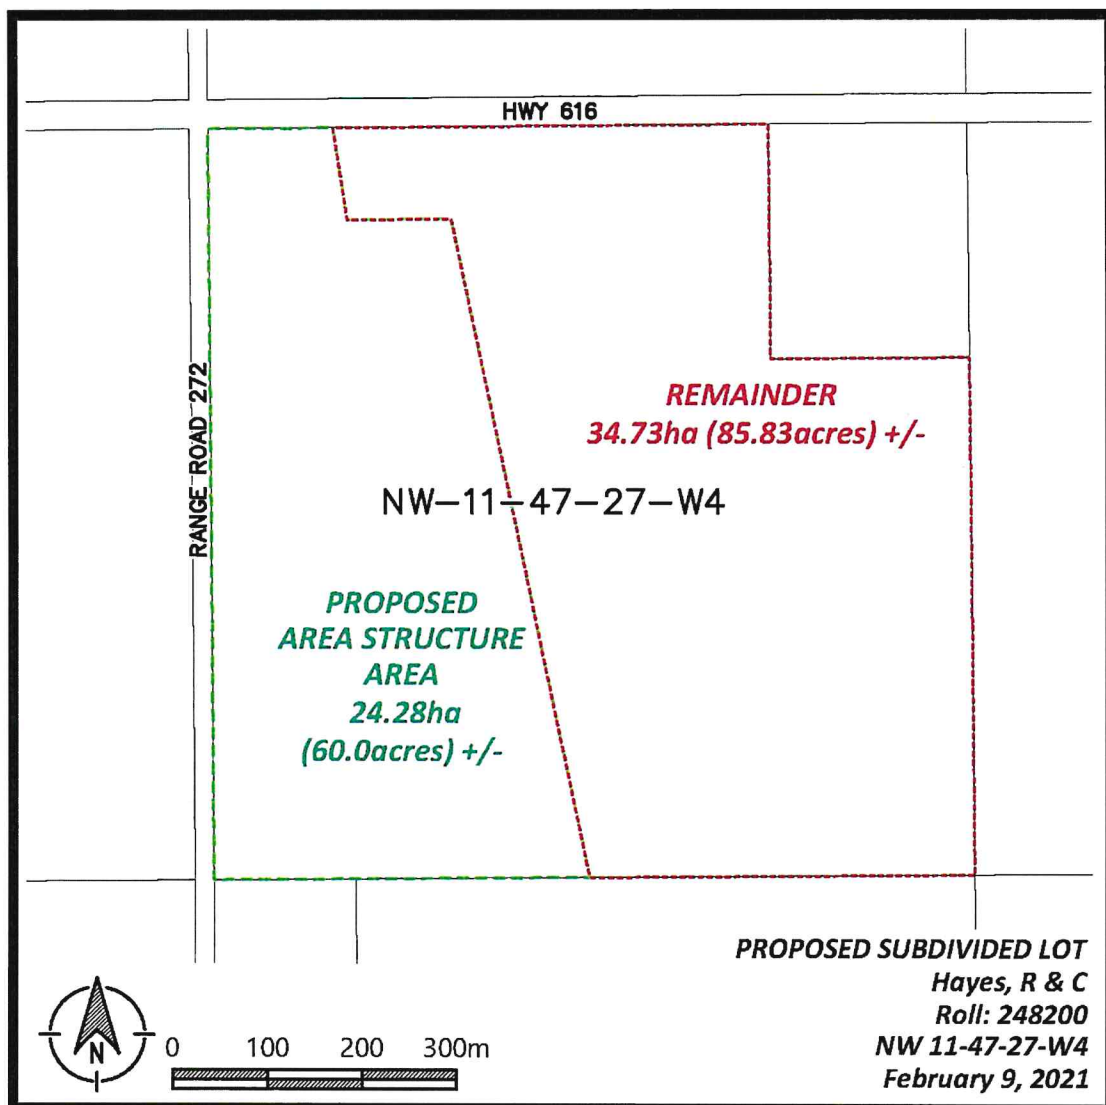 HWY 616
RANGE ROAD 272
REMAINDER
34.73ha (85.83acres) +/-
NW-11-47-27-W4
PROPOSED
AREA STRUCTURE
AREA
24.28ha
(60.0acres) +/-
PROPOSED SUBDIVIDED LOT
Hayes, R & C
Roll: 248200
NW 11-47-27-W4
February 9, 2021
N
0 100 200 300m